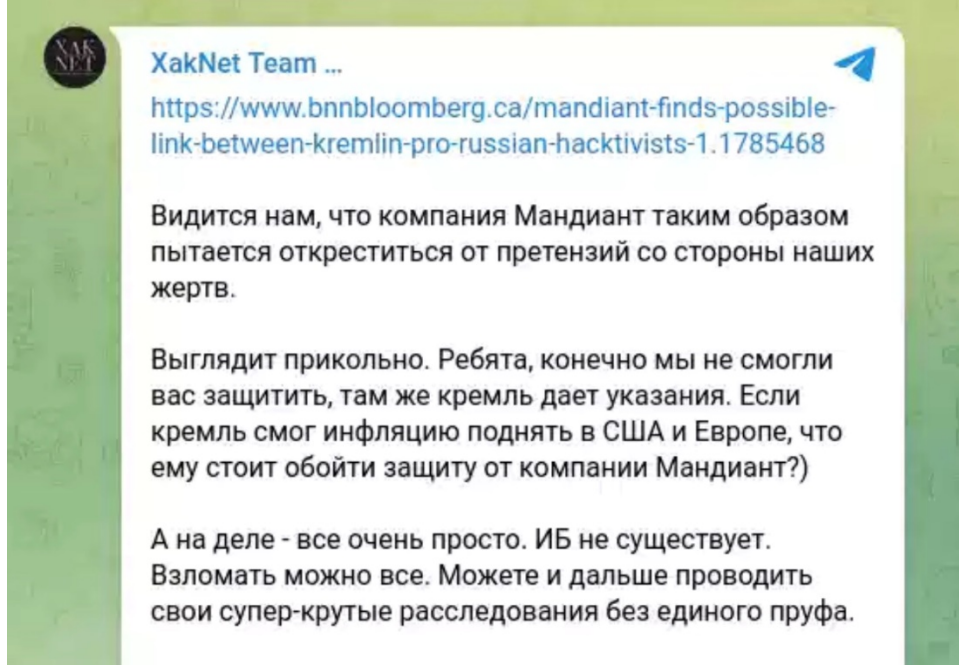 XAK
NET
XakNet Team ...
https://www.bnnbloomberg.ca/mandiant-finds-possible-
link-between-kremlin-pro-russian-hacktivists-1.1785468
Видится нам, что компания Мандиант таким образом
пытается откреститься от претензий со стороны наших
жертв.
Выглядит прикольно. Ребята, конечно мы не смогли
вас защитить, там же кремль дает указания. Если
кремль смог инфляцию поднять в США и Европе, что
ему стоит обойти защиту от компании Мандиант?)
А на деле - все очень просто. ИБ не существует.
Взломать можно все. Можете и дальше проводить
свои супер-крутые расследования без единого пруфа.